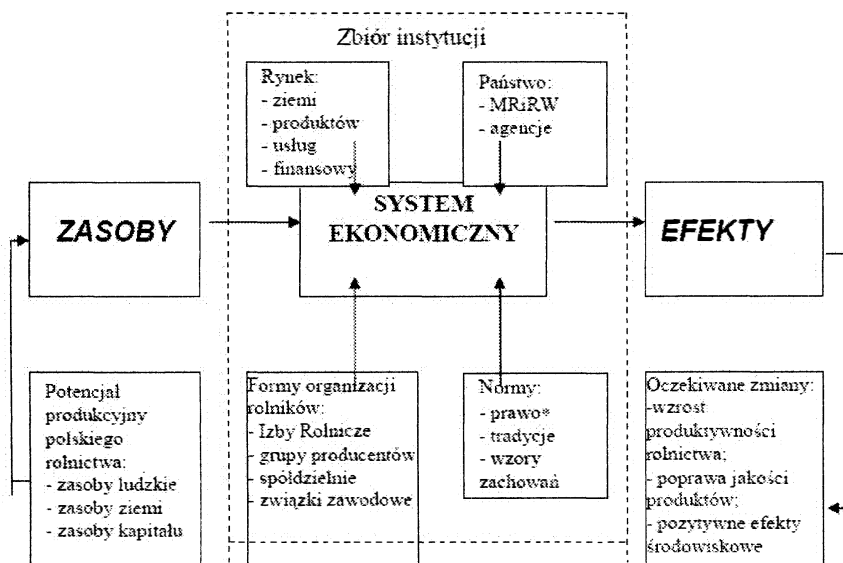 Zbiór instytucji
Rynek:
- ziemi
- produktów
- usług
- finansowy
Państwo:
- MRiRW
- agencje
ZASOBY
SYSTEM
EKONOMICZNY
EFEKTY
Potencjał
produkcyjny
polskiego
rolnictwa:
- zasoby ludzkie
- zasoby ziemi
- zasoby kapitału
Formy organizacji
rolników:
- Izby Rolnicze
- grupy producentów
- spółdzielnie
- związki zawodowe
Normy:
- prawo*
- tradycje
- wzory
zachowań
Oczekiwane zmiany:
-wzrost
produktywności
rolnictwa;
- poprawa jakości
produktów;
- pozytywne efekty
środowiskowe